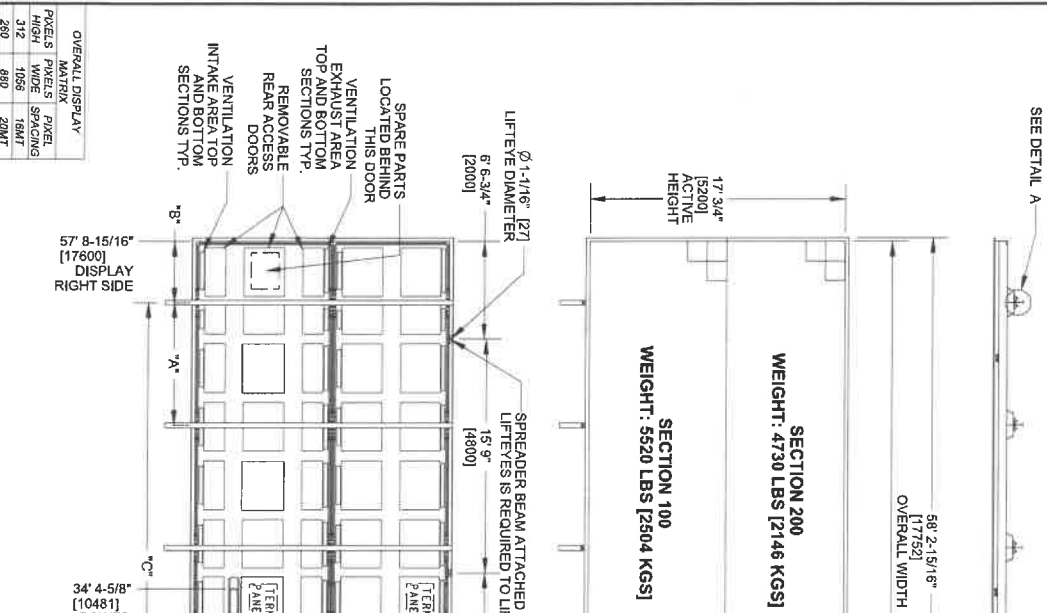 SEE DETAIL A
58' 2-15/16"
[17752]
OVERALL WIDTH
17' 3/4"
[5200]
ACTIVE
HEIGHT
SECTION 200
WEIGHT: 4730 LBS [2146 KGS]
SECTION 100
WEIGHT: 5520 LBS [2504 KGS]
Ø 1-1/16" [27]
LIFTEYE DIAMETER
6' 6-3/4"
[2000]
15' 9"
[4800]
SPREADER BEAM ATTACHED
LIFTEYES IS REQUIRED TO LI
SPARE PARTS
LOCATED BEHIND
THIS DOOR
VENTILATION
EXHAUST AREA
TOP AND BOTTOM
SECTIONS TYP.
REMOVABLE
REAR ACCESS
DOORS
VENTILATION
INTAKE AREA TOP
AND BOTTOM
SECTIONS TYP.
"B"
57' 8-15/16"
[17600]
DISPLAY
RIGHT SIDE
"A"
"C"
34' 4-5/8"
[10481]
TER
PANE
TER
PANE
OVERALL DISPLAY
MATRIX
PIXELS HIGH PIXELS WIDE PIXEL SPACING
312 1056 16MT
260 880 20MT